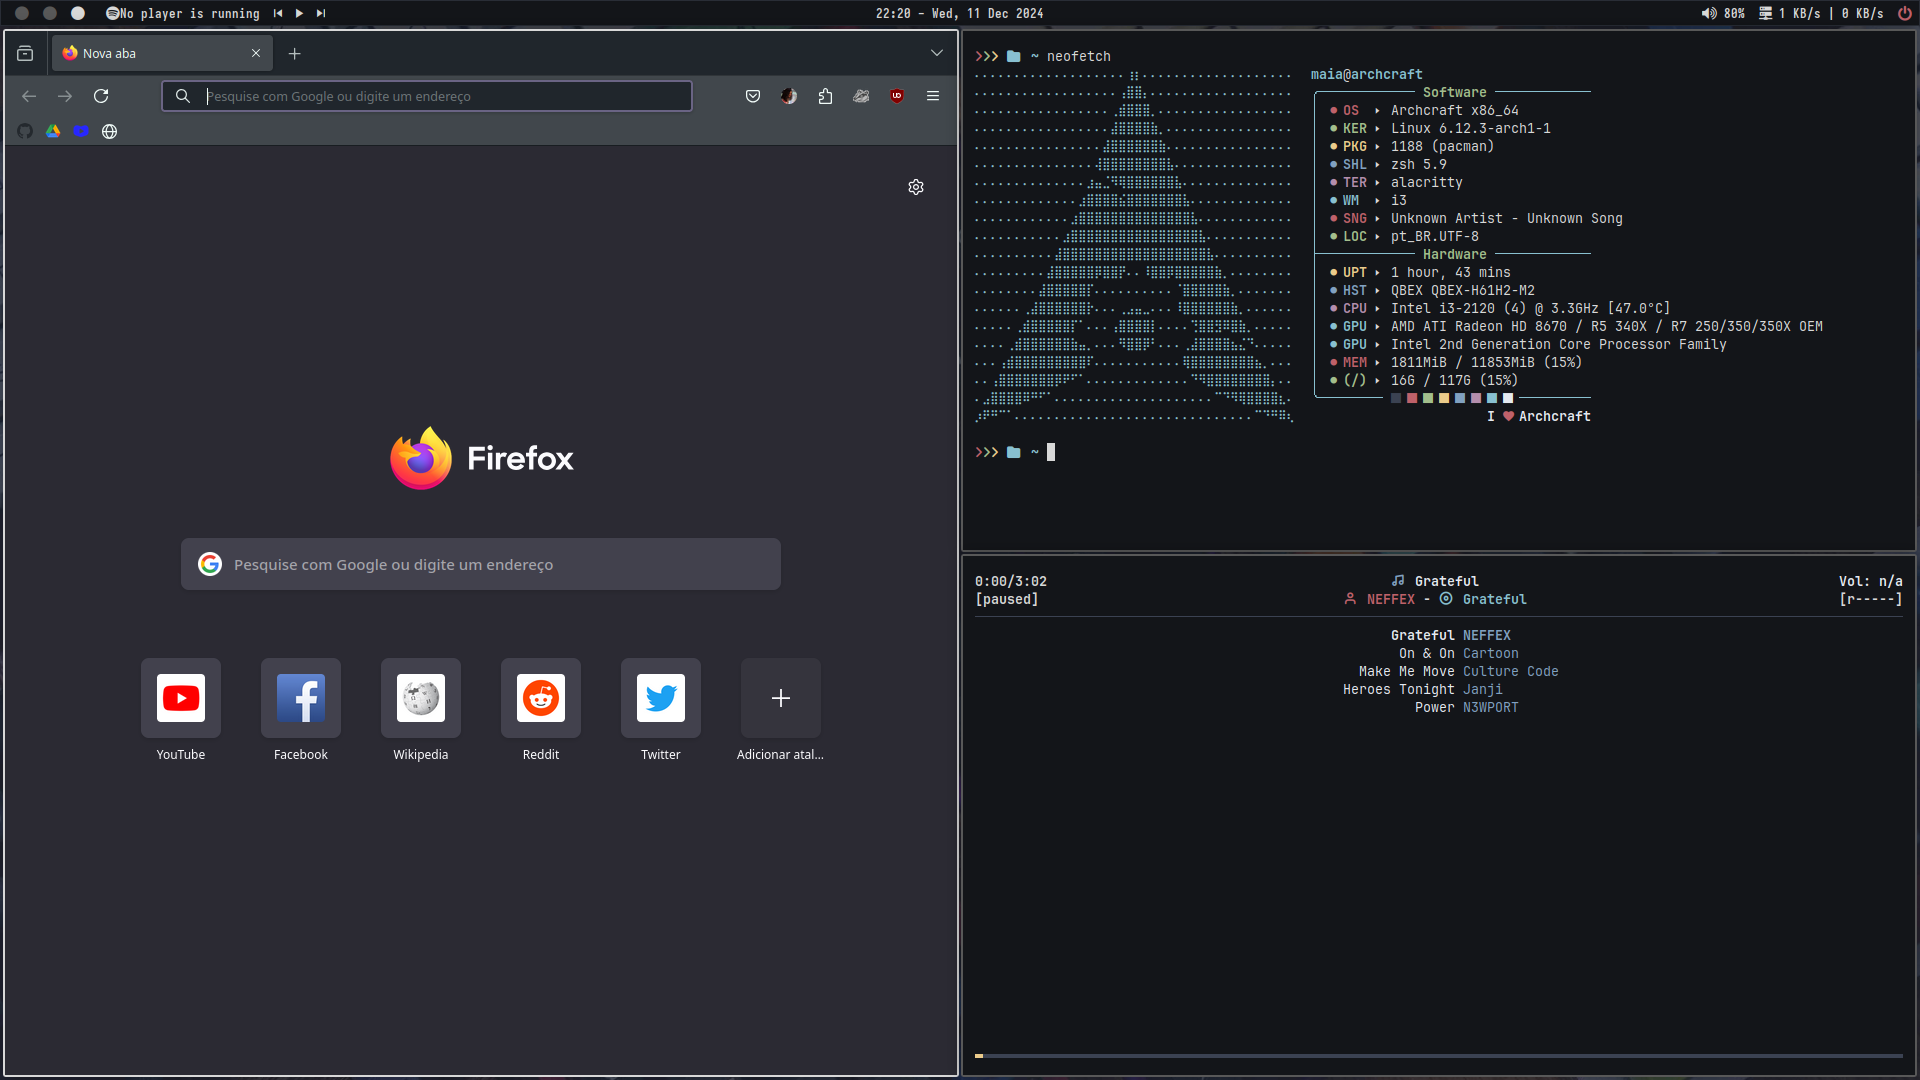 No player is running
22:20 - Wed, 11 Dec 2024
80% 1 KB/s | 0 KB/s
Nova aba
Pesquise com Google ou digite um endereço
Firefox
Pesquise com Google ou digite um endereço
YouTube
Facebook
Wikipedia
Reddit
Twitter
Adicionar atal...
~ neofetch
maia@archcraft
Software
OS Archcraft x86_64
KER Linux 6.12.3-arch1-1
PKG 1188 (pacman)
SHL zsh 5.9
TER alacritty
WM i3
SNG Unknown Artist - Unknown Song
LOC pt_BR.UTF-8
Hardware
UPT 1 hour, 43 mins
HST QBEX QBEX-H61H2-M2
CPU Intel i3-2120 (4) @ 3.3GHz [47.0°C]
GPU AMD ATI Radeon HD 8670 / R5 340X / R7 250/350/350X OEM
GPU Intel 2nd Generation Core Processor Family
MEM 1811MiB / 11853MiB (15%)
(/) 16G / 117G (15%)
I ♥ Archcraft
~
0:00/3:02 Grateful Vol: n/a
[paused] NEFFEX - Grateful [r-----]
Grateful NEFFEX
On & On Cartoon
Make Me Move Culture Code
Heroes Tonight Janji
Power N3WPORT